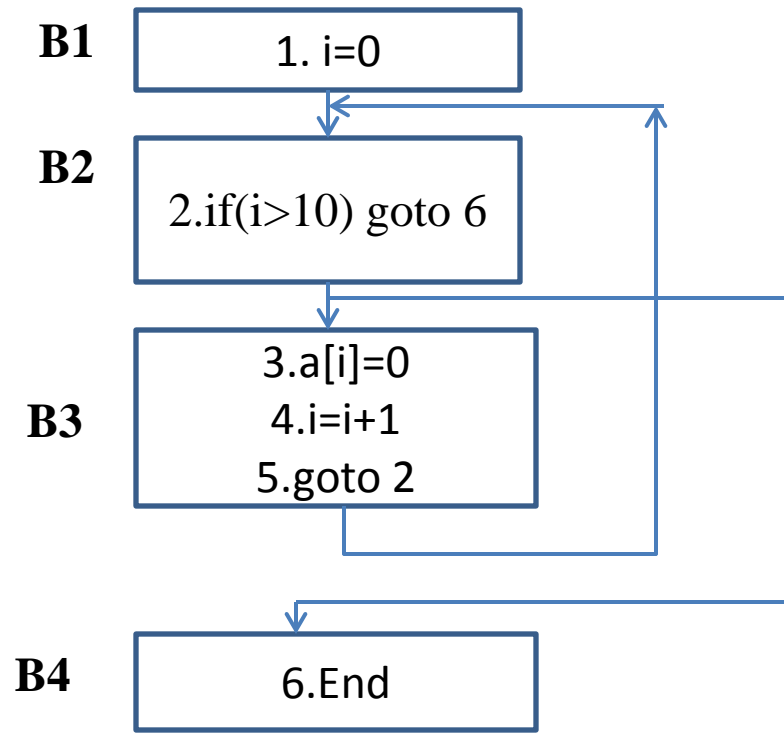 B1
1. i=0
B2
2.if(i>10) goto 6
3.a[i]=0
B3
4.i=i+1
5.goto 2
B4
6.End